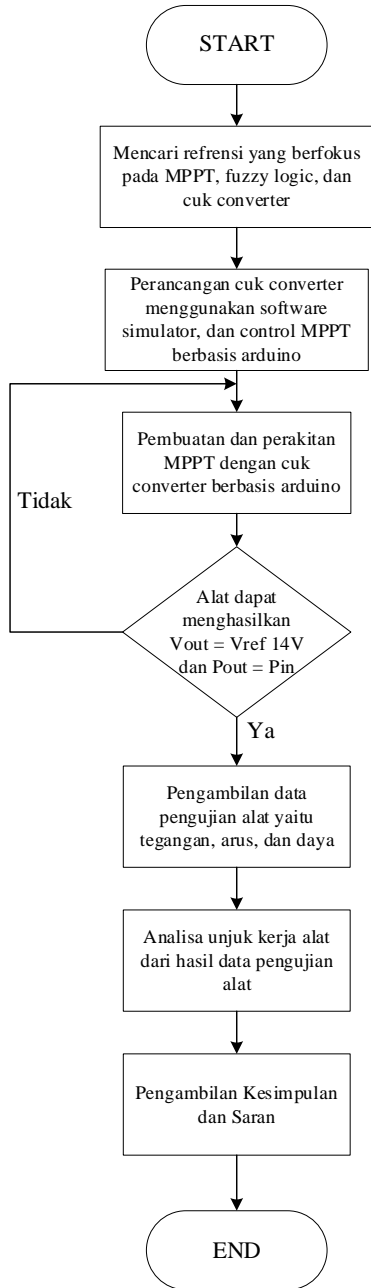 START
Mencari refrensi yang berfokus
pada MPPT, fuzzy logic, dan
cuk converter
Perancangan cuk converter
menggunakan software
simulator, dan control MPPT
berbasis arduino
Pembuatan dan perakitan
MPPT dengan cuk
converter berbasis arduino
Tidak
Alat dapat
menghasilkan
Vout = Vref 14V
dan Pout = Pin
Ya
Pengambilan data
pengujian alat yaitu
tegangan, arus, dan daya
Analisa unjuk kerja alat
dari hasil data pengujian
alat
Pengambilan Kesimpulan
dan Saran
END